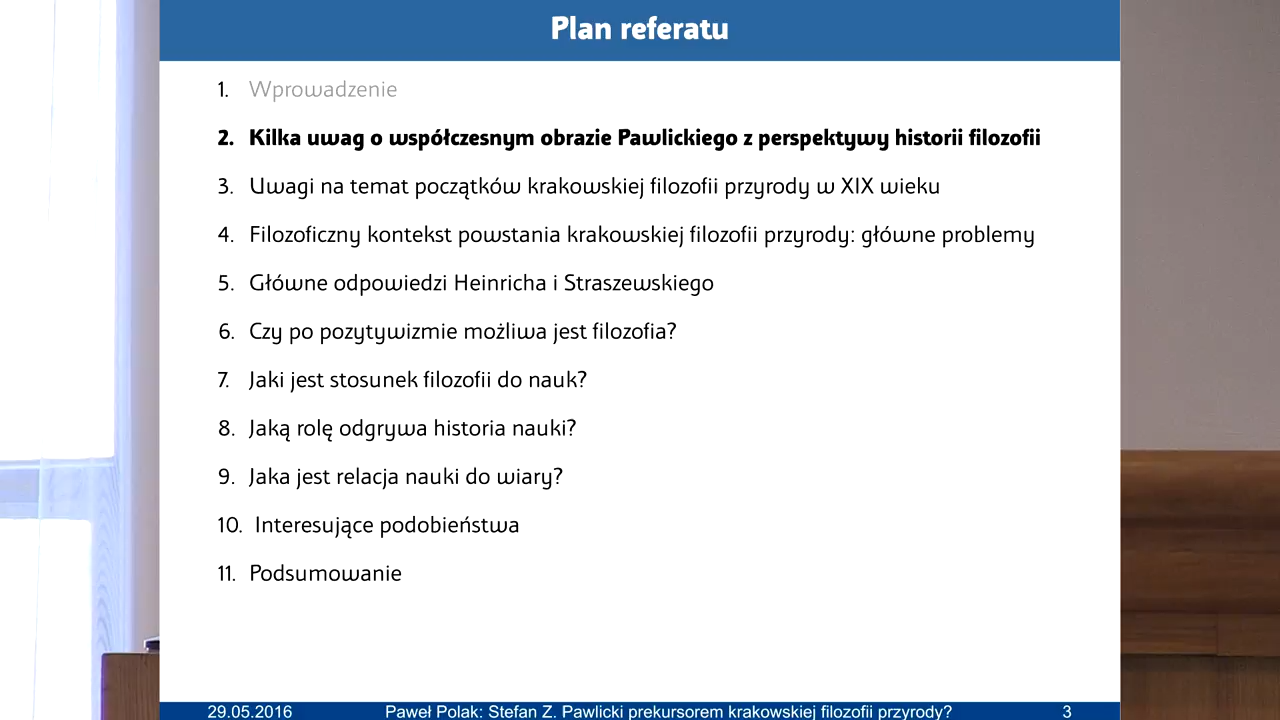 Plan referatu
1. Wprowadzenie
2. Kilka uwag o współczesnym obrazie Pawlickiego z perspektywy historii filozofii
3. Uwagi na temat początków krakowskiej filozofii przyrody w XIX wieku
4. Filozoficzny kontekst powstania krakowskiej filozofii przyrody: główne problemy
5. Główne odpowiedzi Heinricha i Straszewskiego
6. Czy po pozytywizmie możliwa jest filozofia?
7. Jaki jest stosunek filozofii do nauk?
8. Jaką rolę odgrywa historia nauki?
9. Jaka jest relacja nauki do wiary?
10. Interesujące podobieństwa
11. Podsumowanie
29.05.2016 Paweł Polak: Stefan Z. Pawlicki prekursorem krakowskiej filozofii przyrody? 3